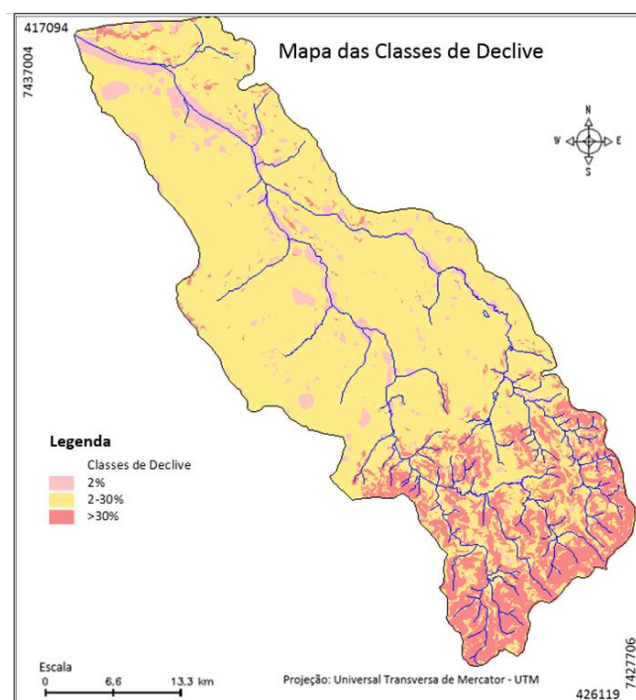 417094
7437004
Mapa das Classes de Declive
N
W E
S
Legenda
Classes de Declive
2%
2-30%
>30%
Escala
0 6.6 13.3 km
Projeção: Universal Transversa de Mercator - UTM
7427706
426119